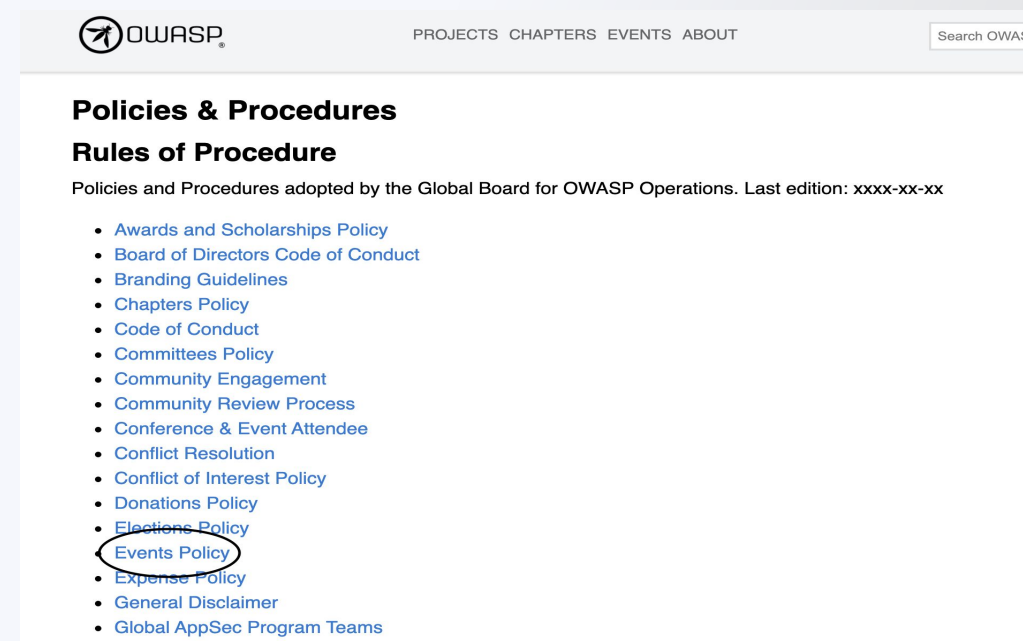 OWASP®
PROJECTS CHAPTERS EVENTS ABOUT
Search OWAS
Policies & Procedures
Rules of Procedure
Policies and Procedures adopted by the Global Board for OWASP Operations. Last edition: xxxx-xx-xx
• Awards and Scholarships Policy
• Board of Directors Code of Conduct
• Branding Guidelines
• Chapters Policy
• Code of Conduct
• Committees Policy
• Community Engagement
• Community Review Process
• Conference & Event Attendee
• Conflict Resolution
• Conflict of Interest Policy
• Donations Policy
• Elections Policy
• Events Policy
• Expense Policy
• General Disclaimer
• Global AppSec Program Teams